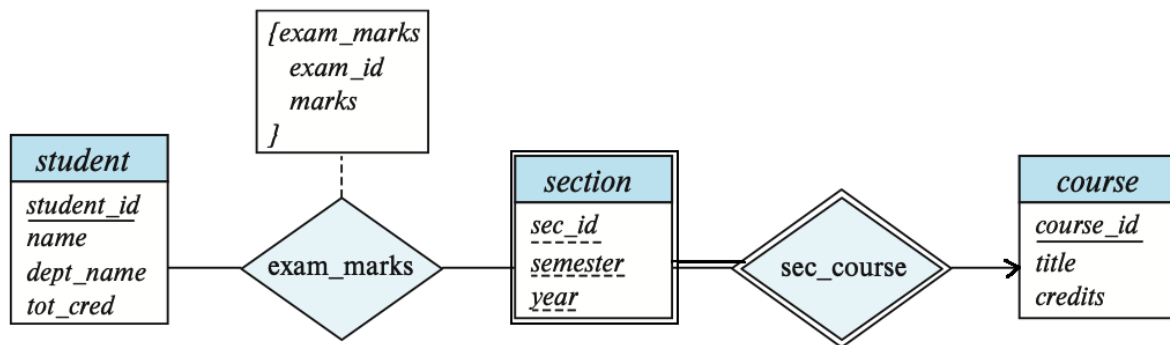 {exam_marks
exam_id
marks
}
student
student_id
name
dept_name
tot_cred
exam_marks
section
sec_id
semester
year
sec_course
course
course_id
title
credits